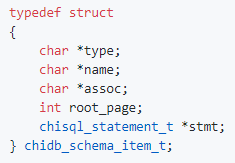 typedef struct
{
    char *type;
    char *name;
    char *assoc;
    int root_page;
    chisql_statement_t *stmt;
} chidb_schema_item_t;